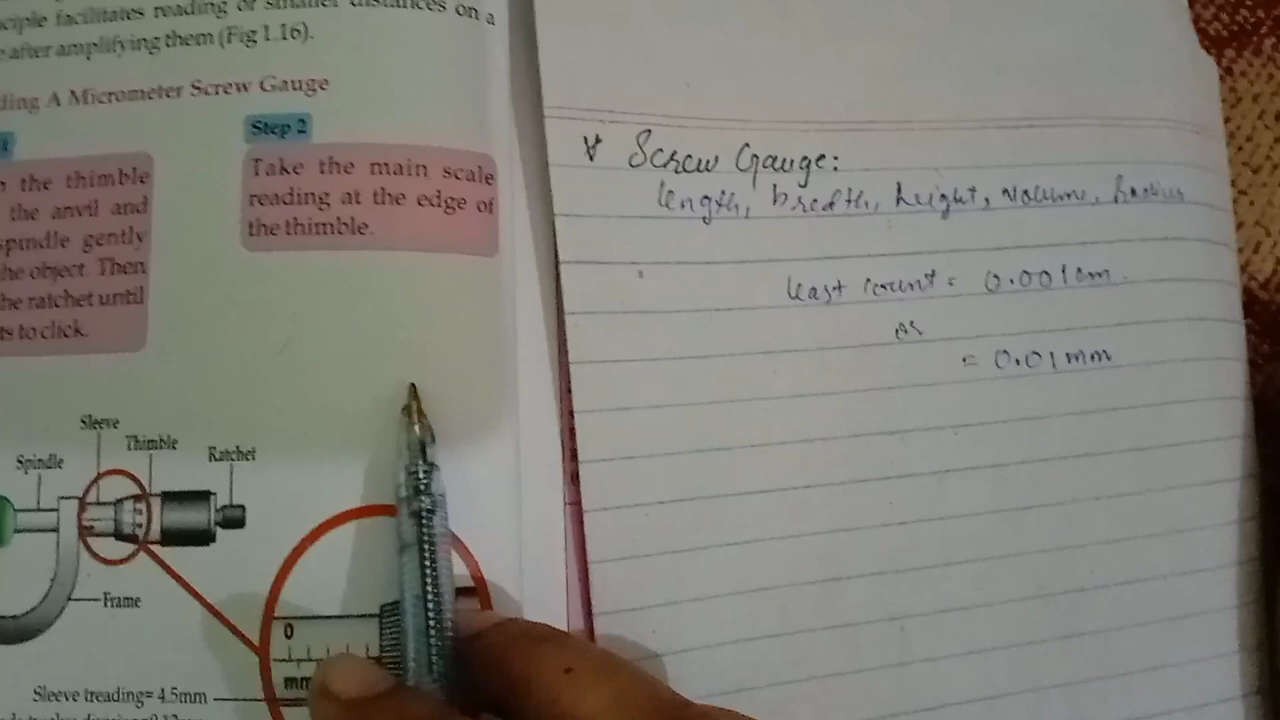 ciple facilitates reading of smaller distances on a
after amplifying them (Fig 1.16).
ding A Micrometer Screw Gauge
Step 2
the thimble
the anvil and
spindle gently
he object. Then
he ratchet until
ts to click.
Take the main scale
reading at the edge of
the thimble.
Sleeve
Thimble
Ratchet
Spindle
Frame
0
mm
Sleeve treading= 4.5mm
Screw Gauge:
length, bredth, height, volume,
least count = 0.001cm
or
= 0.01mm